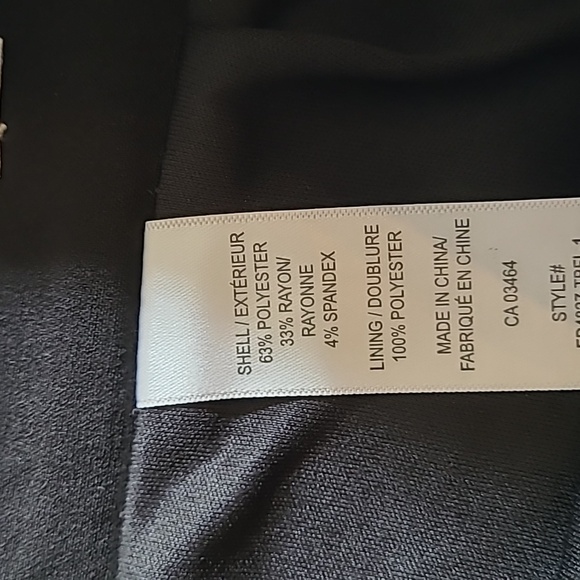 SHELL / EXTÉRIEUR
63% POLYESTER
33% RAYON/
RAYONNE
4% SPANDEX
LINING / DOUBLURE
100% POLYESTER
MADE IN CHINA/
FABRIQUÉ EN CHINE
CA 03464
STYLE#